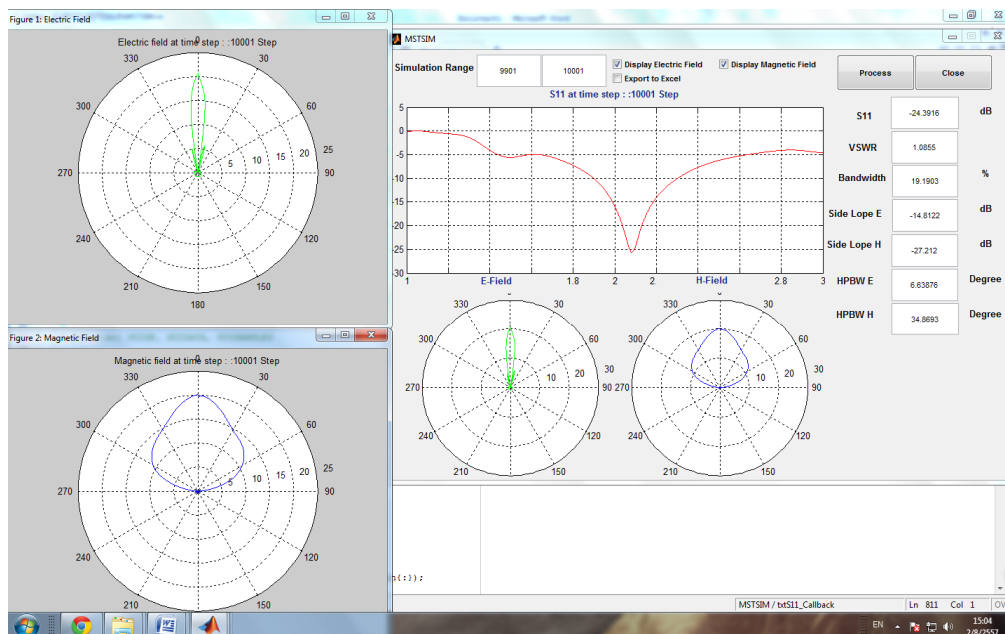 Figure 1: Electric Field
Electric field at time step : :10001 Step
0
330
30
300
60
270
5
10
15
20
25
90
240
120
210
150
180
Figure 2: Magnetic Field
Magnetic field at time step : :10001 Step
0
330
30
300
60
270
5
10
15
20
25
90
240
120
210
150
MSTSIM
Simulation Range
9901
10001
Display Electric Field
Display Magnetic Field
Export to Excel
Process
Close
S11 at time step : :10001 Step
5
0
-5
-10
-15
-20
-25
-30
1
1.8
2
2
2.8
3
E-Field
H-Field
330
30
300
60
270
10
20
30
90
240
120
210
150
330
30
300
60
270
10
20
30
90
240
120
210
150
S11
-24.3916
dB
VSWR
1.0855
Bandwidth
19.1903
%
Side Lope E
-14.8122
dB
Side Lope H
-27.212
dB
HPBW E
6.63876
Degree
HPBW H
34.8693
Degree
(:));
MSTSIM / txtS11_Callback
Ln 811 Col 1
EN
15:04
2/8/2557